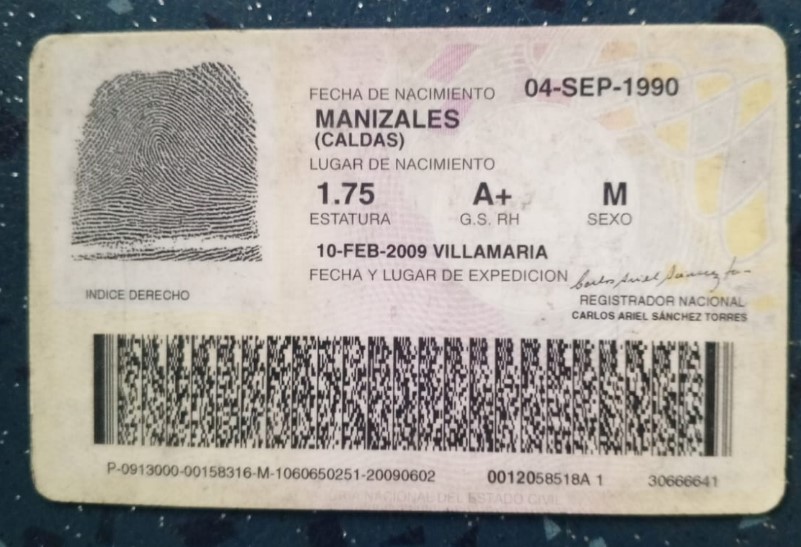 FECHA DE NACIMIENTO 04-SEP-1990
MANIZALES
(CALDAS)
LUGAR DE NACIMIENTO
1.75 A+ M
ESTATURA G.S. RH SEXO
10-FEB-2009 VILLAMARIA
FECHA Y LUGAR DE EXPEDICION
INDICE DERECHO
REGISTRADOR NACIONAL
CARLOS ARIEL SÁNCHEZ TORRES
P-0913000-00158316-M-1060650251-20090602 0012058518A 1 30666641
NACIONAL DEL ESTADO CIVIL